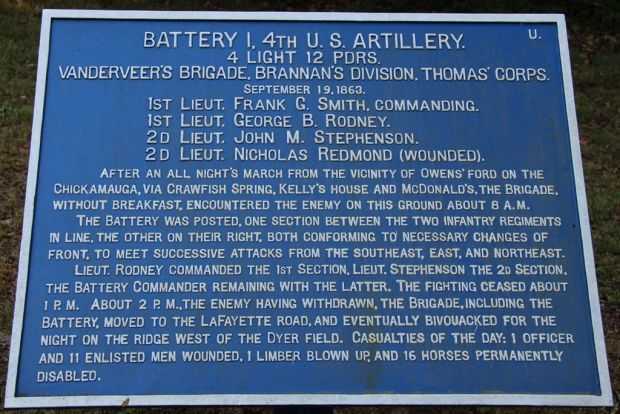 BATTERY I, 4TH U.S. ARTILLERY.
U.
4 LIGHT 12 PDRS.
VANDERVEER'S BRIGADE, BRANNAN'S DIVISION, THOMAS' CORPS.
SEPTEMBER 19, 1863.
1ST LIEUT. FRANK G. SMITH, COMMANDING.
1ST LIEUT. GEORGE B. RODNEY.
2D LIEUT. JOHN M. STEPHENSON.
2D LIEUT. NICHOLAS REDMOND (WOUNDED).
AFTER AN ALL NIGHT'S MARCH FROM THE VICINITY OF OWENS' FORD ON THE
CHICKAMAUGA, VIA CRAWFISH SPRING, KELLY'S HOUSE AND MCDONALD'S, THE BRIGADE,
WITHOUT BREAKFAST, ENCOUNTERED THE ENEMY ON THIS GROUND ABOUT 8 A.M.
THE BATTERY WAS POSTED, ONE SECTION BETWEEN THE TWO INFANTRY REGIMENTS
IN LINE, THE OTHER ON THEIR RIGHT, BOTH CONFORMING TO NECESSARY CHANGES OF
FRONT, TO MEET SUCCESSIVE ATTACKS FROM THE SOUTHEAST, EAST, AND NORTHEAST.
LIEUT. RODNEY COMMANDED THE 1ST SECTION, LIEUT. STEPHENSON THE 2D SECTION,
THE BATTERY COMMANDER REMAINING WITH THE LATTER. THE FIGHTING CEASED ABOUT
1 P.M. ABOUT 2 P.M., THE ENEMY HAVING WITHDRAWN, THE BRIGADE, INCLUDING THE
BATTERY, MOVED TO THE LAFAYETTE ROAD, AND EVENTUALLY BIVOUACKED FOR THE
NIGHT ON THE RIDGE WEST OF THE DYER FIELD. CASUALTIES OF THE DAY: 1 OFFICER
AND 11 ENLISTED MEN WOUNDED, 1 LIMBER BLOWN UP, AND 16 HORSES PERMANENTLY
DISABLED.